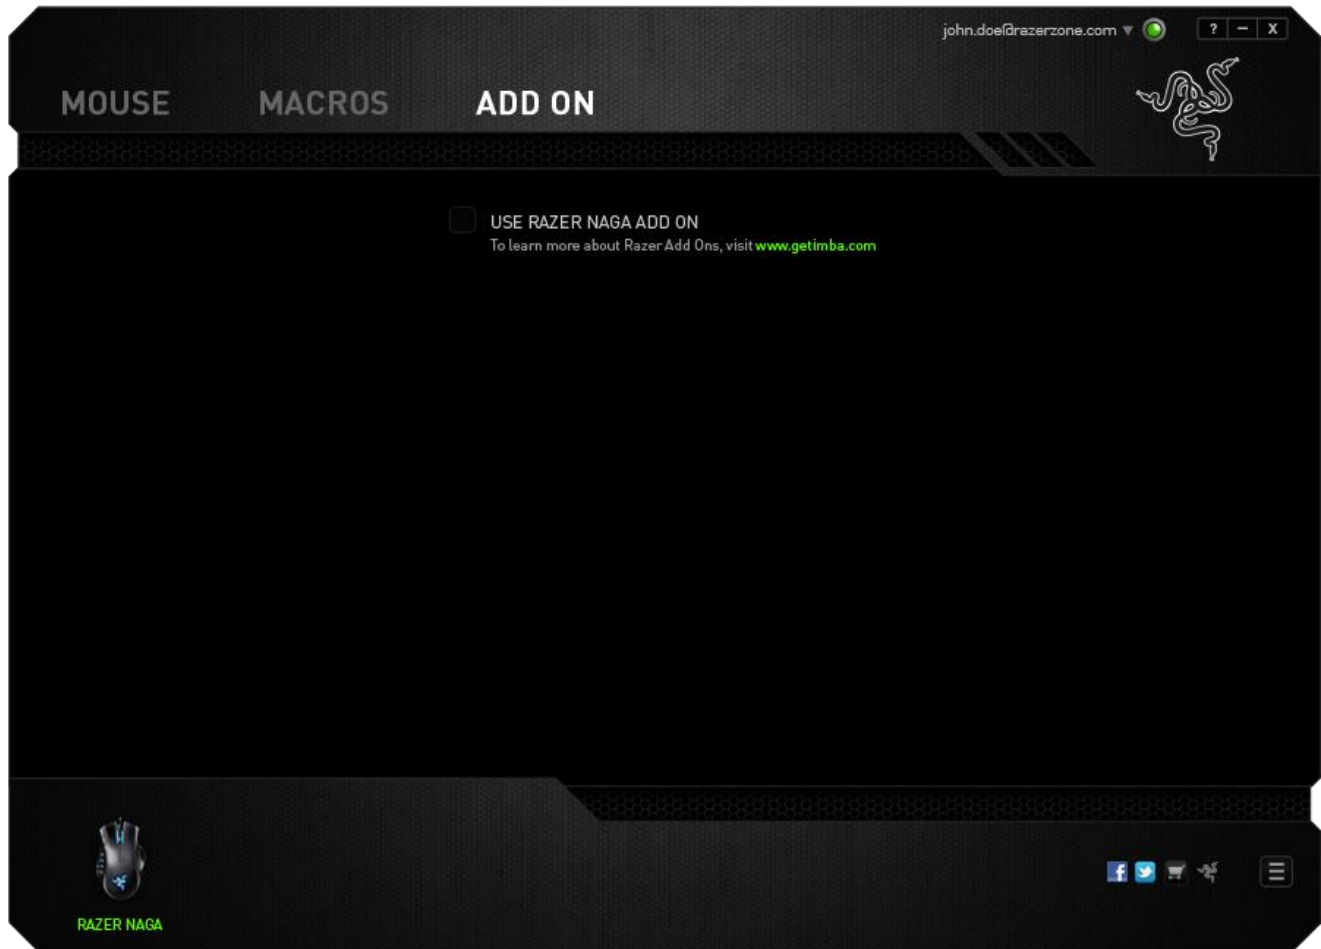 john.doe@razerzone.com
? – X
MOUSE MACROS ADD ON
USE RAZER NAGA ADD ON
To learn more about Razer Add Ons, visit www.getimba.com
f
RAZER NAGA